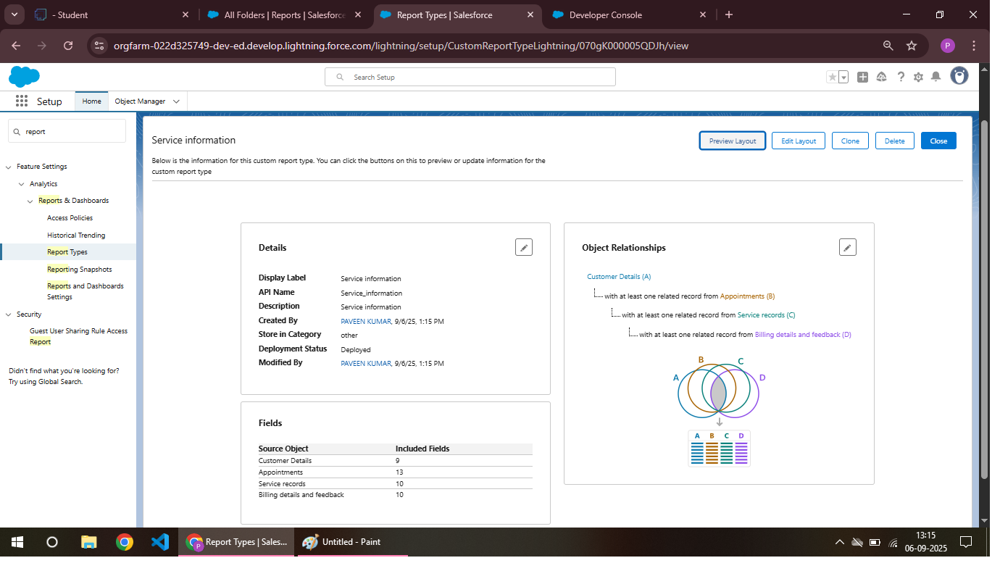 - Student
All Folders | Reports | Salesforce
Report Types | Salesforce
Developer Console
orgfarm-022d325749-dev-ed.develop.lightning.force.com/lightning/setup/CustomReportTypeLightning/070gK000005QDJh/view
P
Search Setup
Setup
Home
Object Manager
report
Feature Settings
Analytics
Reports & Dashboards
Access Policies
Historical Trending
Report Types
Reporting Snapshots
Reports and Dashboards
Settings
Security
Guest User Sharing Rule Access
Report
Didn't find what you're looking for?
Try using Global Search.
Service information
Preview Layout
Edit Layout
Clone
Delete
Close
Below is the information for this custom report type. You can click the buttons on this to preview or update information for the
custom report type
Details
Display Label Service information
API Name Service_information
Description Service information
Created By PAVEEN KUMAR, 9/6/25, 1:15 PM
Store in Category other
Deployment Status Deployed
Modified By PAVEEN KUMAR, 9/6/25, 1:15 PM
Fields
Source Object Included Fields
Customer Details 9
Appointments 13
Service records 10
Billing details and feedback 10
Object Relationships
Customer Details (A)
with at least one related record from Appointments (B)
with at least one related record from Service records (C)
with at least one related record from Billing details and feedback (D)
B C
A D
A B C D
P
Report Types | Sales...
Untitled - Paint
13:15
06-09-2025